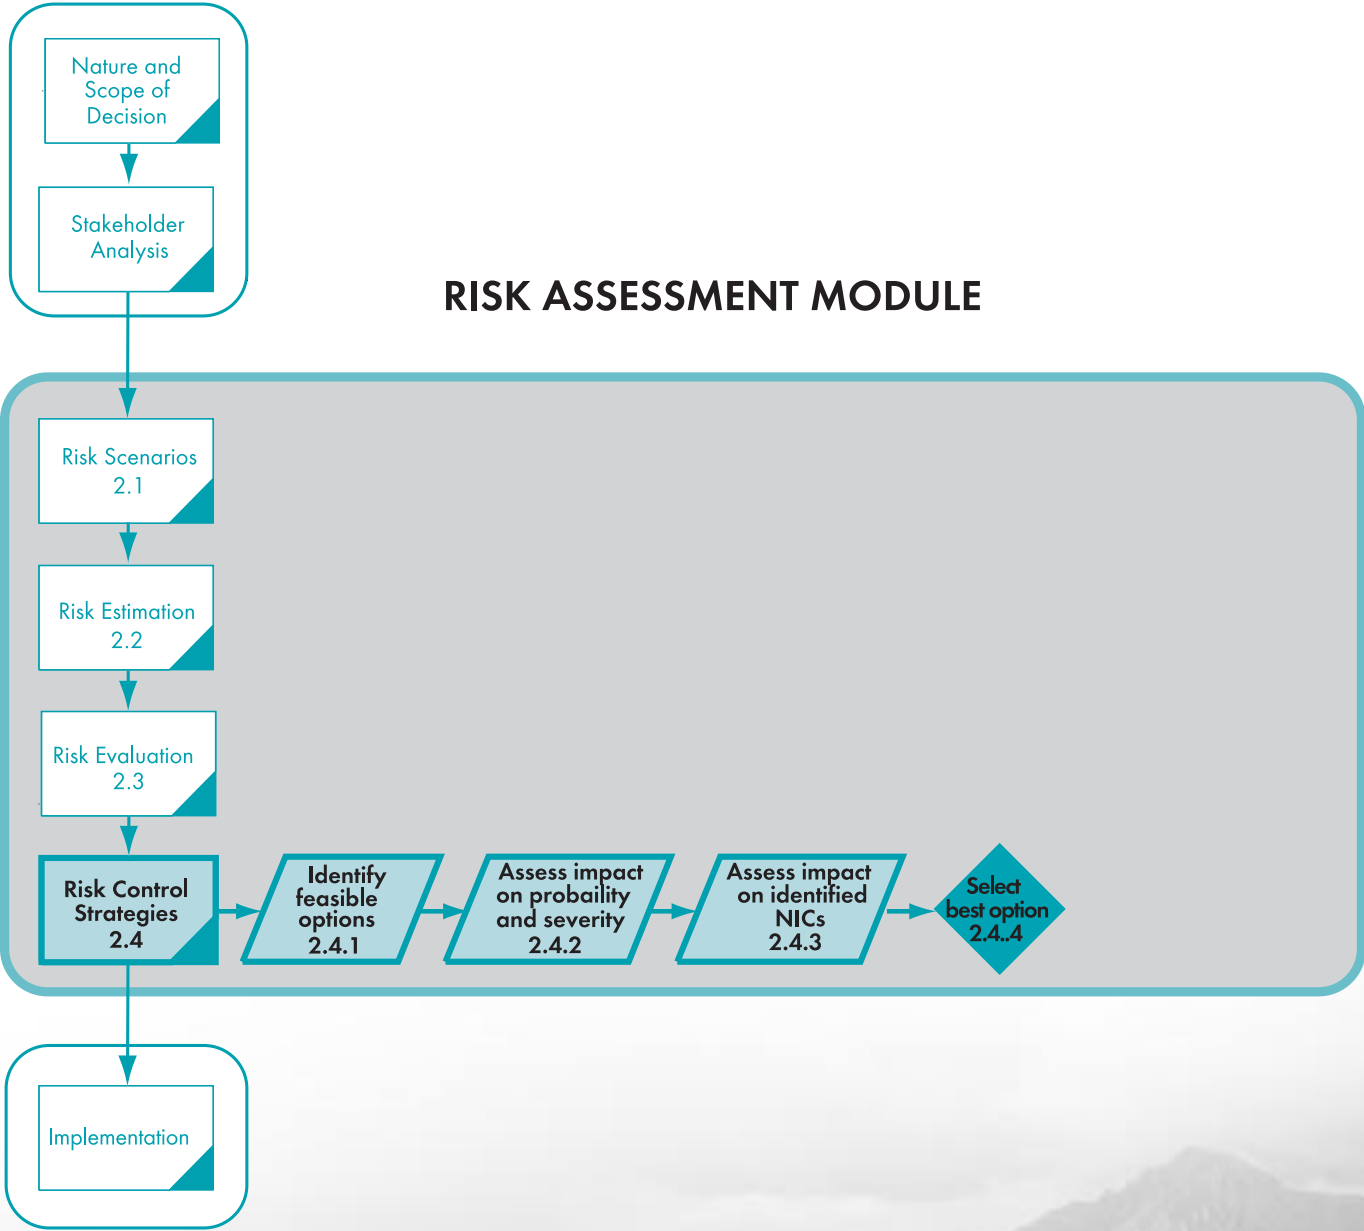 Nature and
Scope of
Decision
Stakeholder
Analysis
RISK ASSESSMENT MODULE
Risk Scenarios
2.1
Risk Estimation
2.2
Risk Evaluation
2.3
Risk Control
Strategies
2.4
Identify
feasible
options
2.4.1
Assess impact
on probaility
and severity
2.4.2
Assess impact
on identified
NICs
2.4.3
Select
best option
2.4..4
Implementation